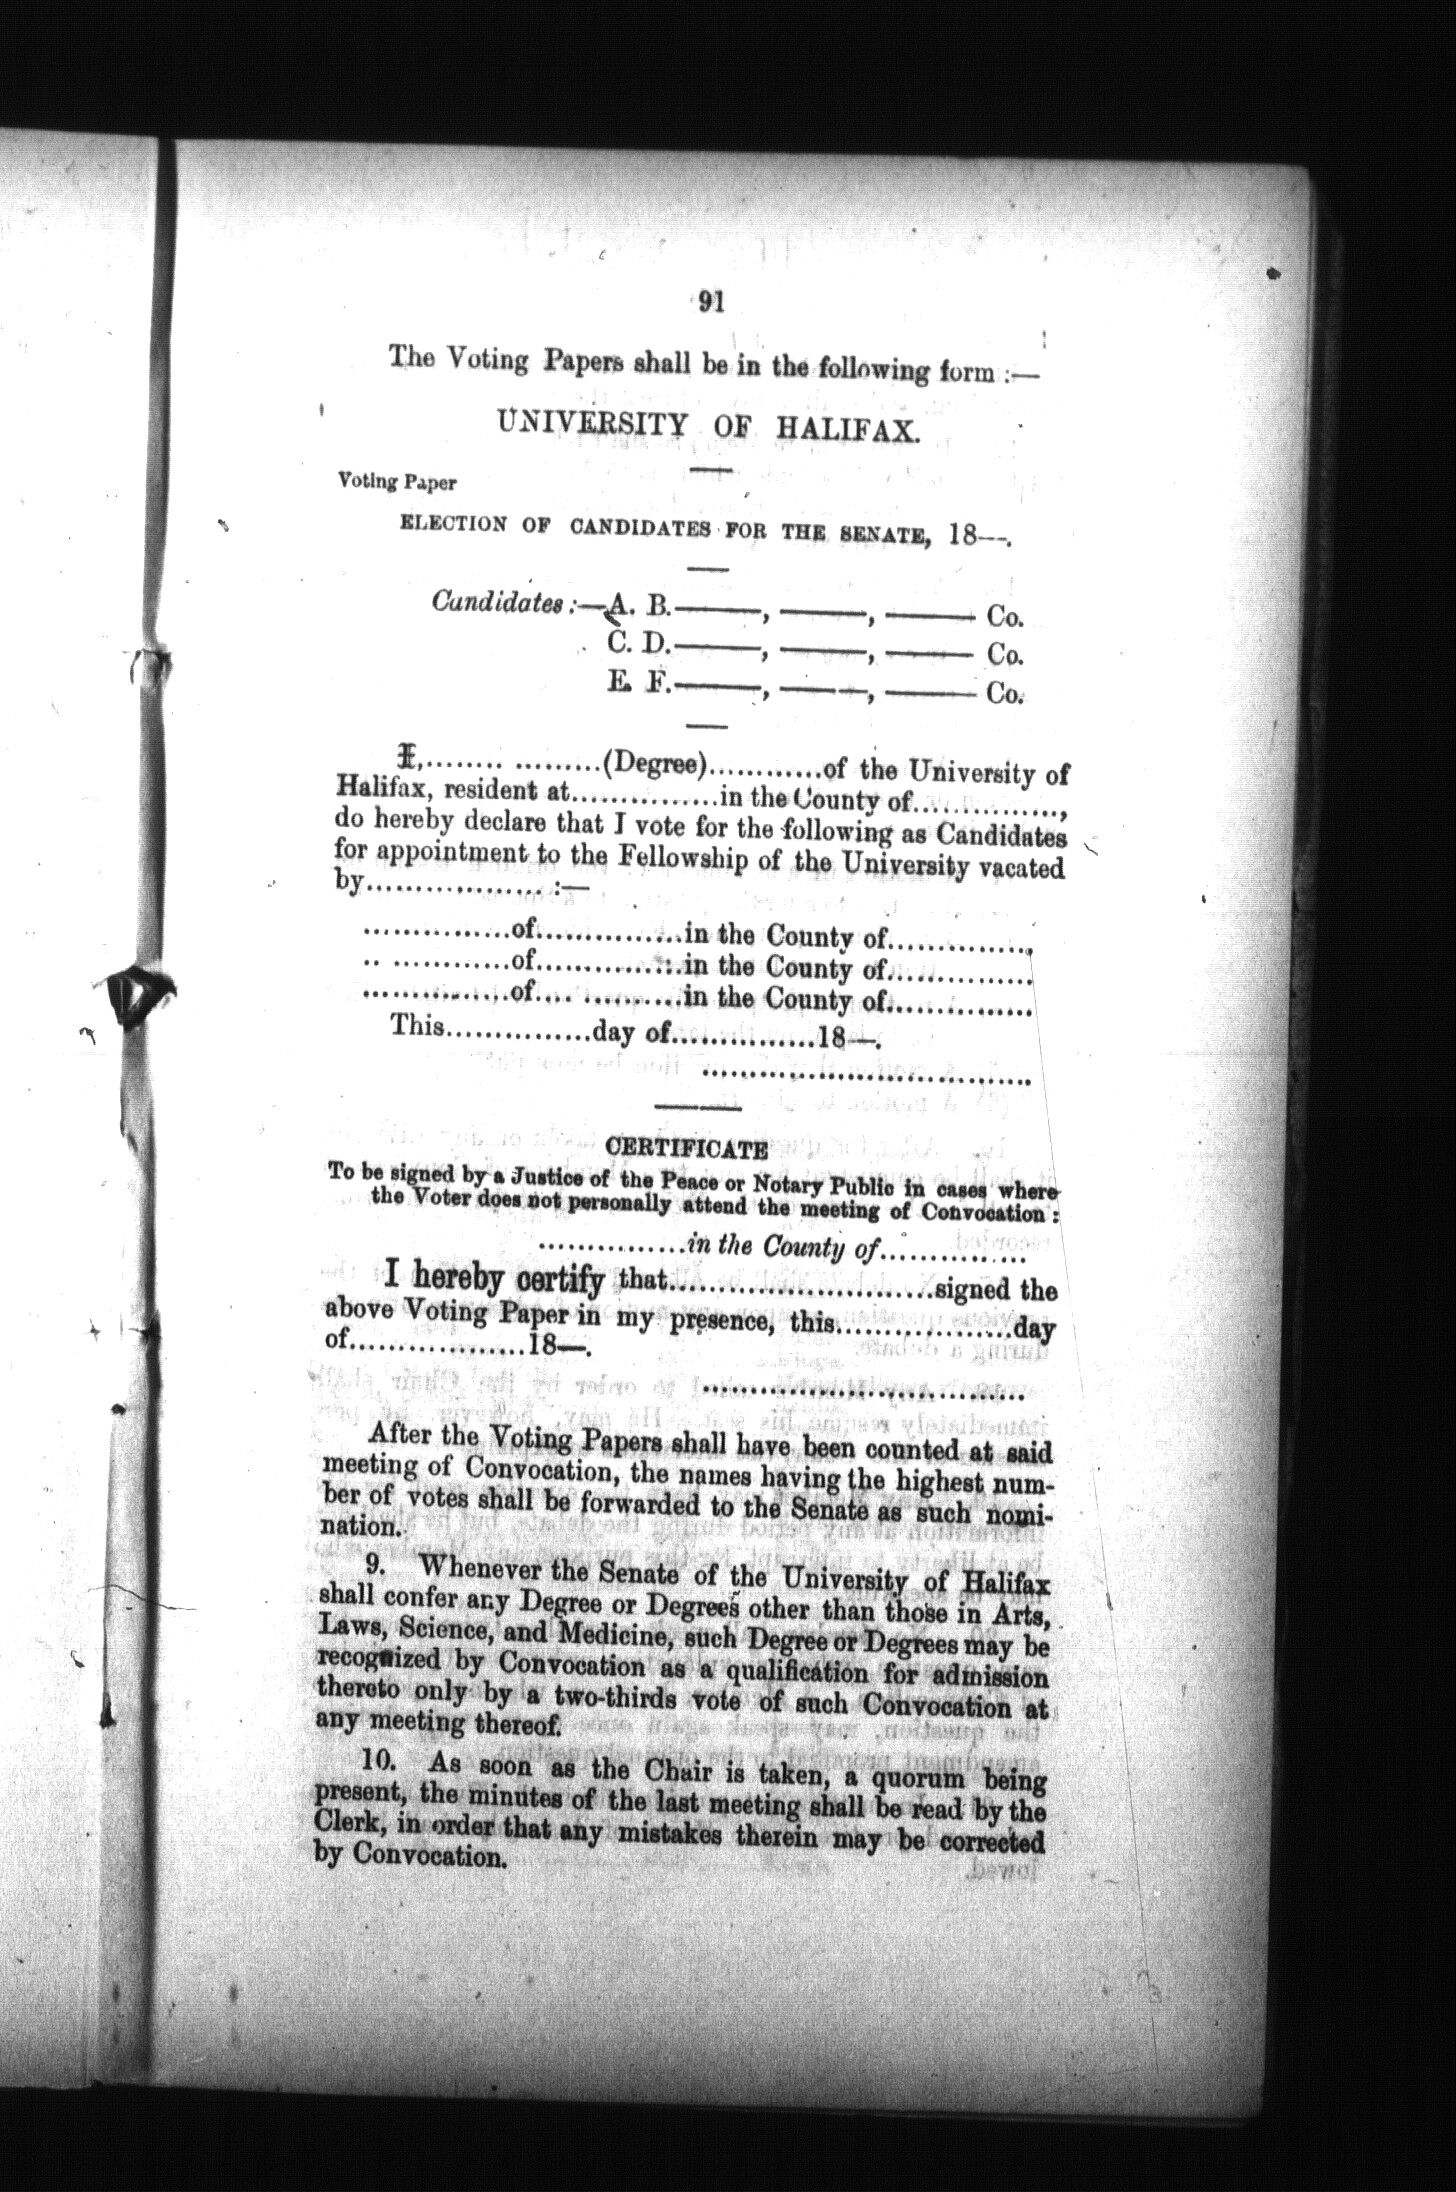 91
The Voting Papers shall be in the following form :—
UNIVERSITY OF HALIFAX.
Voting Paper
ELECTION OF CANDIDATES FOR THE SENATE, 18—.
Candidates :—A. B.———, ———, ——— Co.
C. D.———, ———, ——— Co.
E. F.———, ———, ——— Co.
I,........ .........(Degree)............of the University of
Halifax, resident at...............in the County of...............,
do hereby declare that I vote for the following as Candidates
for appointment to the Fellowship of the University vacated
by.................. :—
...............of...............in the County of..............,
.. ............of...............in the County of...............
...............of.... ..........in the County of...............
This...............day of...............18—.
..................................
CERTIFICATE
To be signed by a Justice of the Peace or Notary Public in cases where
the Voter does not personally attend the meeting of Convocation :
...............in the County of...............
I hereby certify that...........................signed the
above Voting Paper in my presence, this..................day
of..................18—.
.................................
After the Voting Papers shall have been counted at said
meeting of Convocation, the names having the highest num-
ber of votes shall be forwarded to the Senate as such nomi-
nation.
9. Whenever the Senate of the University of Halifax
shall confer any Degree or Degrees other than those in Arts,
Laws, Science, and Medicine, such Degree or Degrees may be
recognized by Convocation as a qualification for admission
thereto only by a two-thirds vote of such Convocation at
any meeting thereof.
10. As soon as the Chair is taken, a quorum being
present, the minutes of the last meeting shall be read by the
Clerk, in order that any mistakes therein may be corrected
by Convocation.